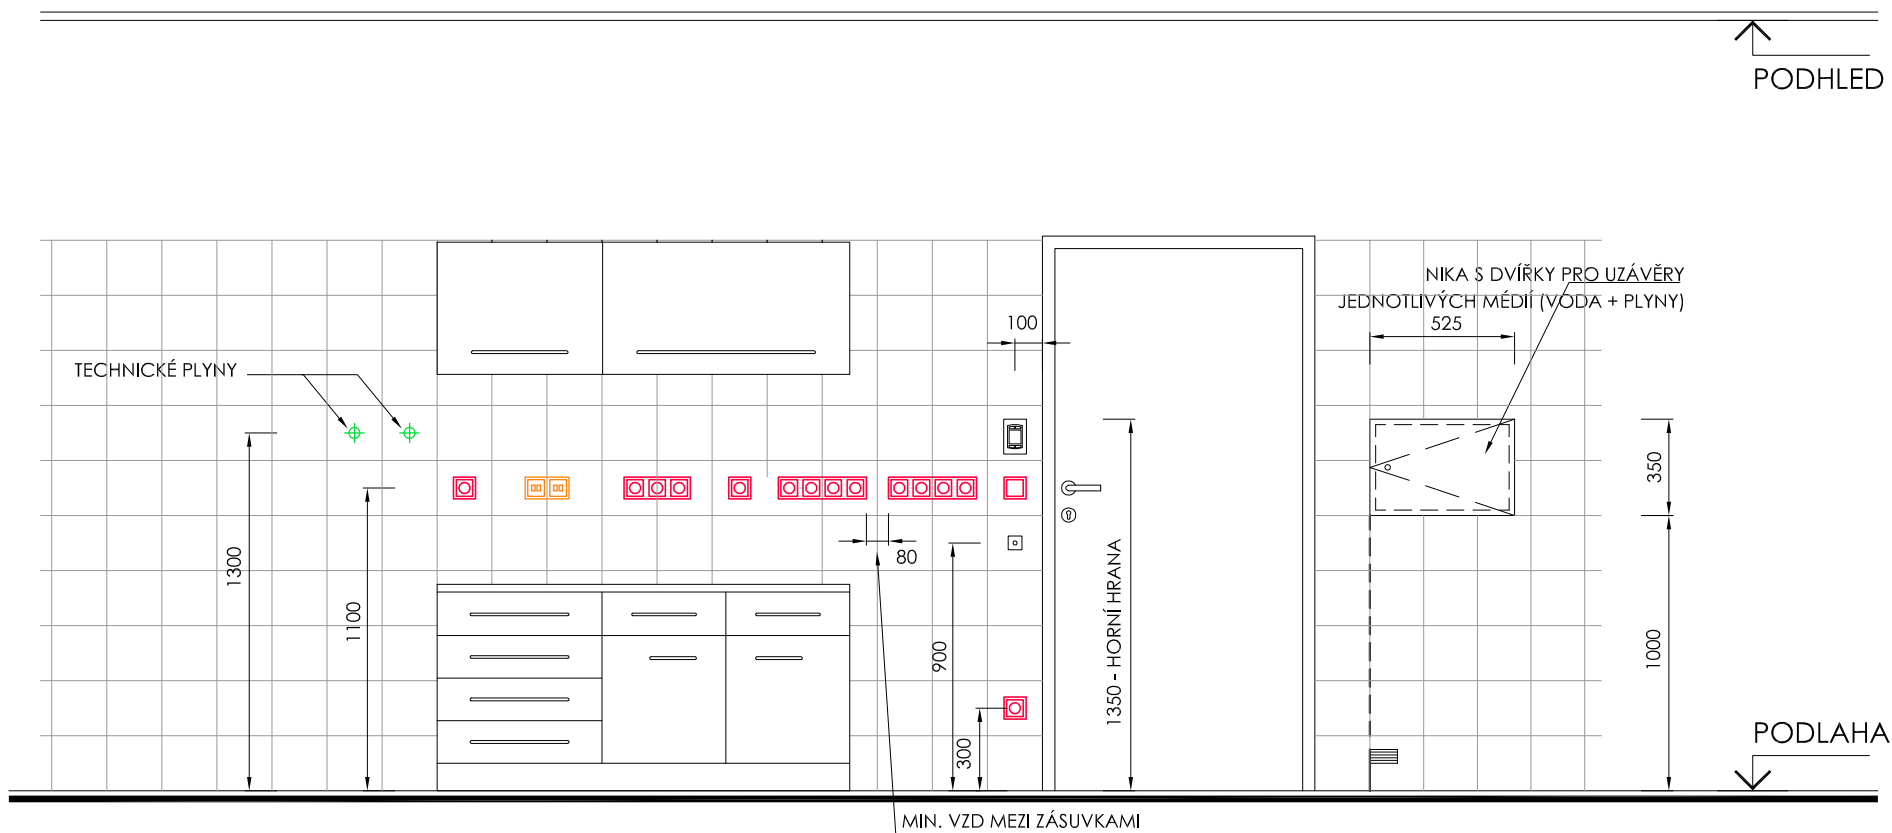 PODHLED
NIKA S DVÍŘKY PRO UZÁVĚRY
JEDNOTLIVÝCH MÉDIÍ (VODA + PLYNY)
525
100
TECHNICKÉ PLYNY
350
80
1300
1100
900
1350 - HORNÍ HRANA
1000
300
PODLAHA
MIN. VZD MEZI ZÁSUVKAMI